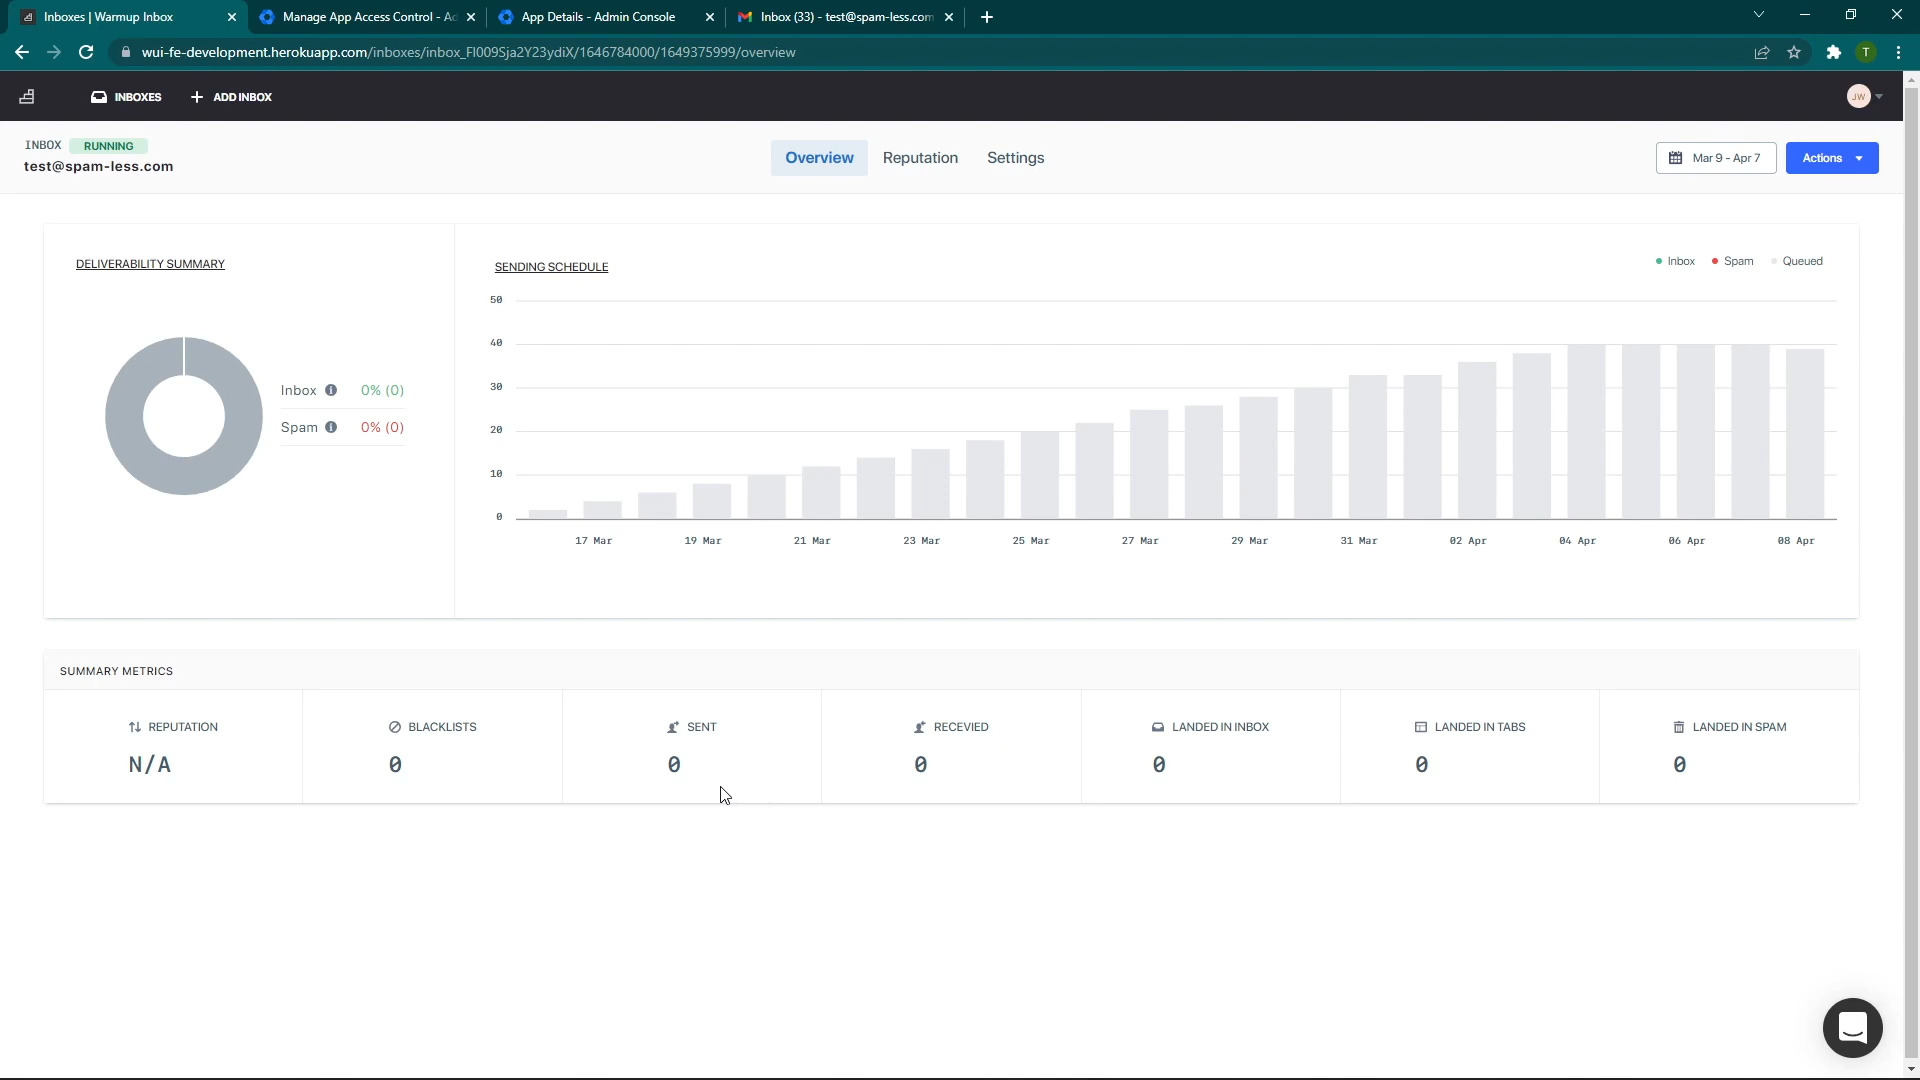 Inboxes | Warmup Inbox
Manage App Access Control - Ad
App Details - Admin Console
Inbox (33) - test@spam-less.com
wui-fe-development.herokuapp.com/inboxes/inbox_FI009Sja2Y23ydiX/1646784000/1649375999/overview
T
INBOXES
ADD INBOX
JW
INBOX RUNNING
test@spam-less.com
Overview
Reputation
Settings
Mar 9 - Apr 7
Actions
DELIVERABILITY SUMMARY
Inbox 0% (0)
Spam 0% (0)
SENDING SCHEDULE
Inbox Spam Queued
50
40
30
20
10
0
17 Mar 19 Mar 21 Mar 23 Mar 25 Mar 27 Mar 29 Mar 31 Mar 02 Apr 04 Apr 06 Apr 08 Apr
SUMMARY METRICS
REPUTATION
N/A
BLACKLISTS
0
SENT
0
RECEVIED
0
LANDED IN INBOX
0
LANDED IN TABS
0
LANDED IN SPAM
0